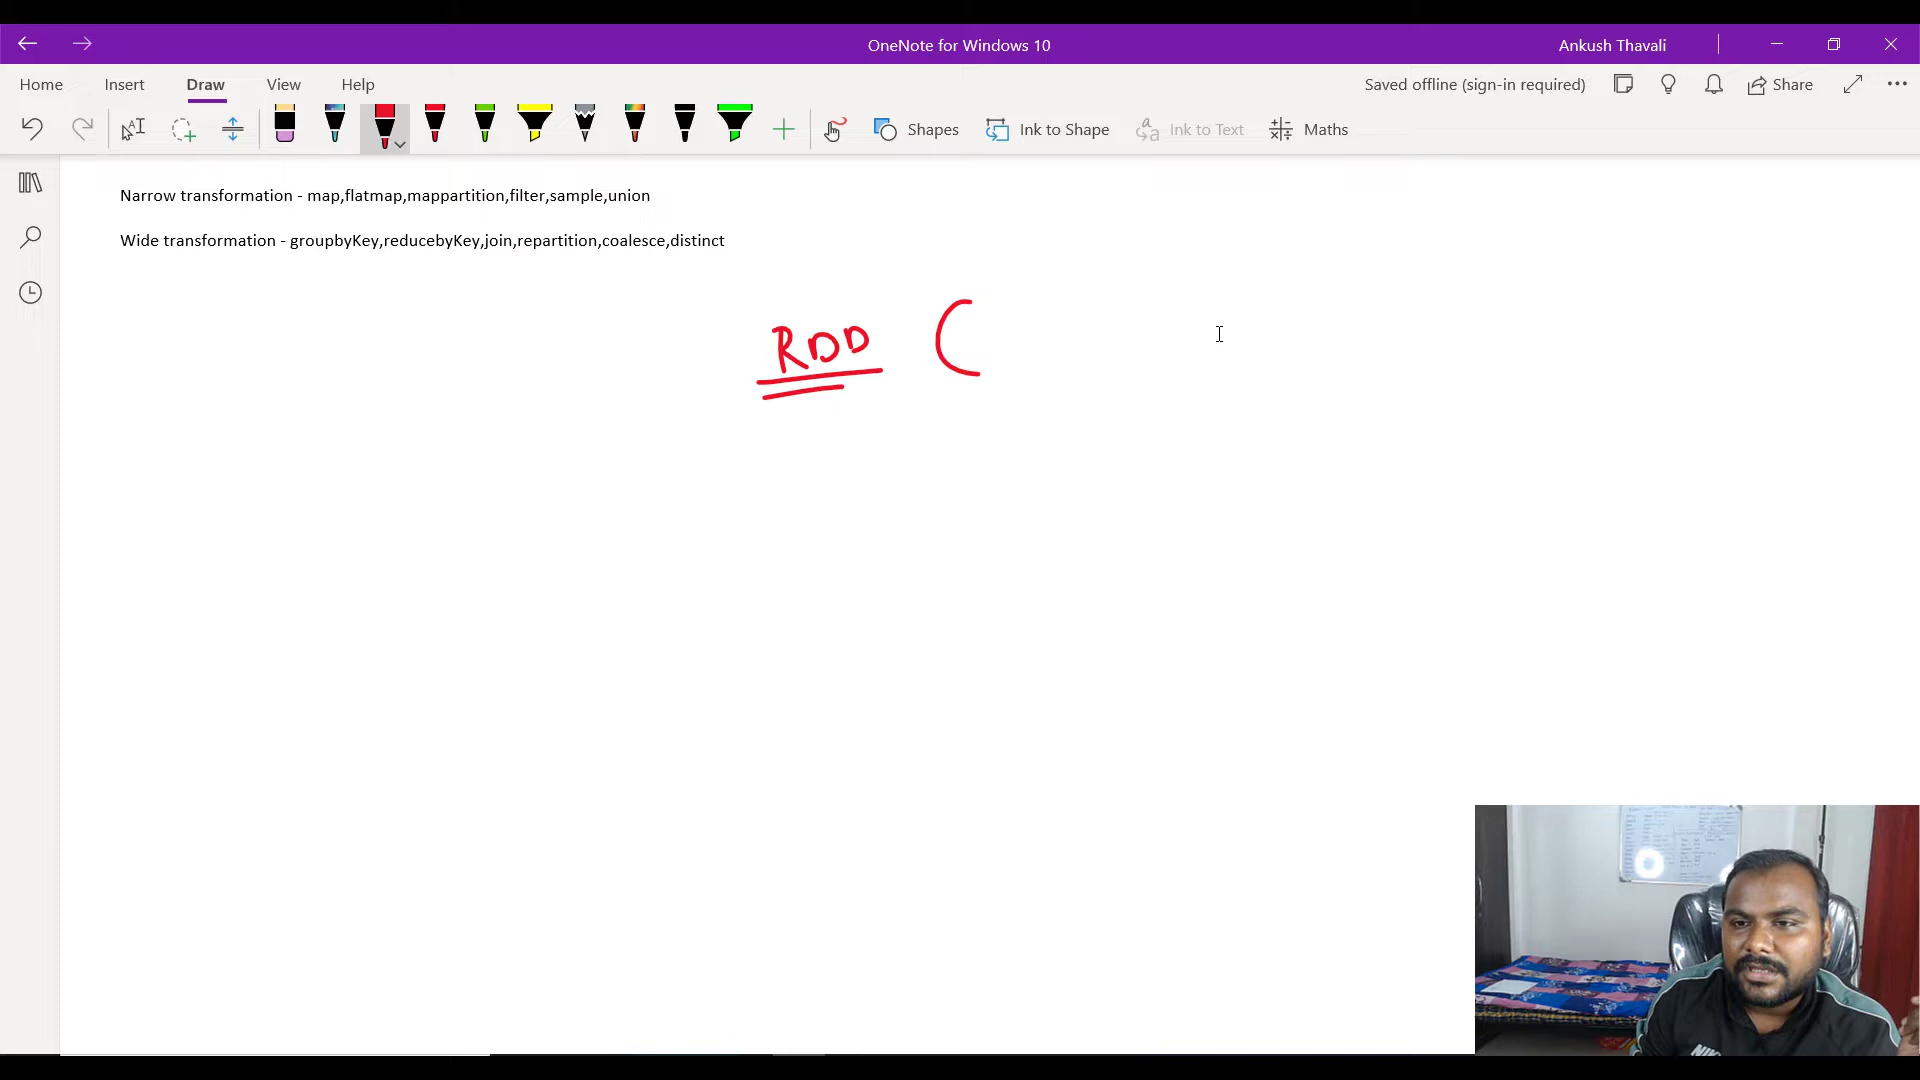 OneNote for Windows 10
Ankush Thavali
Home Insert Draw View Help
Saved offline (sign-in required) Share
Shapes Ink to Shape Ink to Text Maths
Narrow transformation - map,flatmap,mappartition,filter,sample,union
Wide transformation - groupbyKey,reducebyKey,join,repartition,coalesce,distinct
RDD (